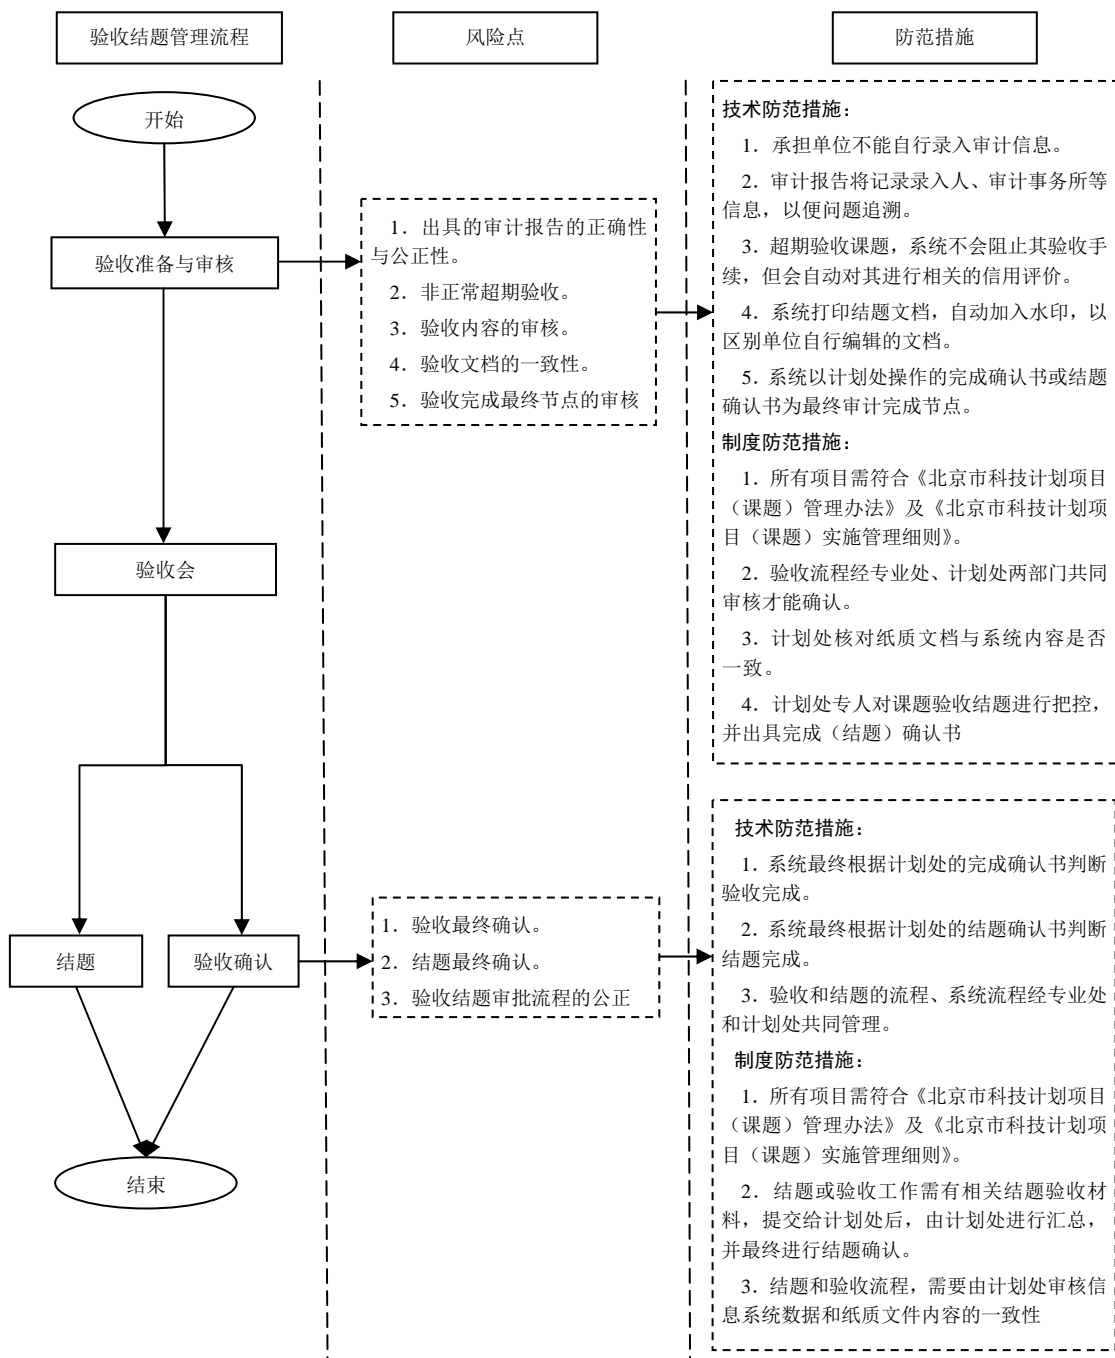 验收结题管理流程
风险点
防范措施
开始
验收准备与审核
验收会
结题
验收确认
结束
1．出具的审计报告的正确性
与公正性。
2．非正常超期验收。
3．验收内容的审核。
4．验收文档的一致性。
5．验收完成最终节点的审核
1．验收最终确认。
2．结题最终确认。
3．验收结题审批流程的公正
技术防范措施：
1．承担单位不能自行录入审计信息。
2．审计报告将记录录入人、审计事务所等
信息，以便问题追溯。
3．超期验收课题，系统不会阻止其验收手
续，但会自动对其进行相关的信用评价。
4．系统打印结题文档，自动加入水印，以
区别单位自行编辑的文档。
5．系统以计划处操作的完成确认书或结题
确认书为最终审计完成节点。
制度防范措施：
1．所有项目需符合《北京市科技计划项目
（课题）管理办法》及《北京市科技计划项
目（课题）实施管理细则》。
2．验收流程经专业处、计划处两部门共同
审核才能确认。
3．计划处核对纸质文档与系统内容是否
一致。
4．计划处专人对课题验收结题进行把控，
并出具完成（结题）确认书
技术防范措施：
1．系统最终根据计划处的完成确认书判断
验收完成。
2．系统最终根据计划处的结题确认书判断
结题完成。
3．验收和结题的流程、系统流程经专业处
和计划处共同管理。
制度防范措施：
1．所有项目需符合《北京市科技计划项目
（课题）管理办法》及《北京市科技计划项
目（课题）实施管理细则》。
2．结题或验收工作需有相关结题验收材
料，提交给计划处后，由计划处进行汇总，
并最终进行结题确认。
3．结题和验收流程，需要由计划处审核信
息系统数据和纸质文件内容的一致性